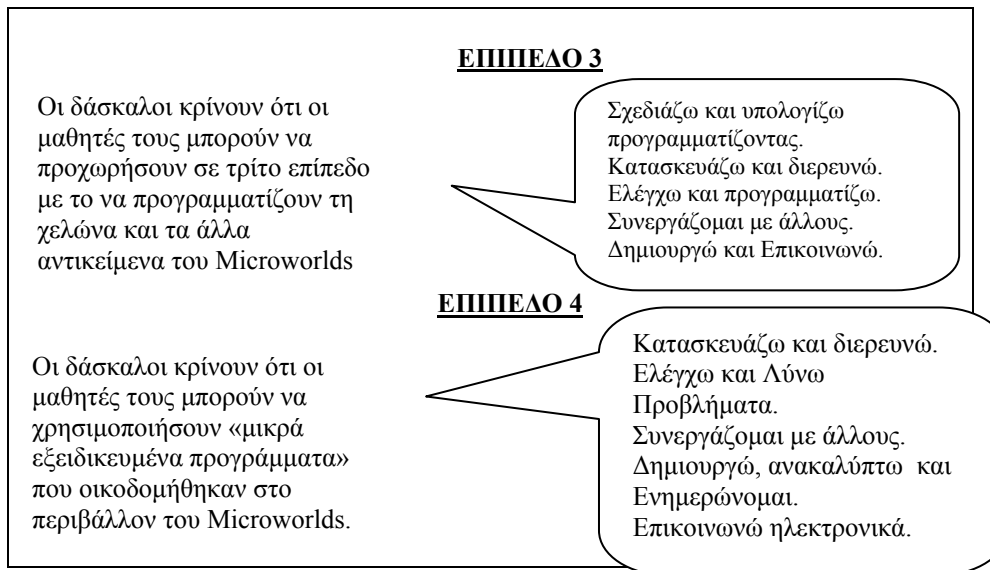 ΕΠΙΠΕΔΟ 3
Οι δάσκαλοι κρίνουν ότι οι
μαθητές τους μπορούν να
προχωρήσουν σε τρίτο επίπεδο
με το να προγραμματίζουν τη
χελώνα και τα άλλα
αντικείμενα του Microworlds
Σχεδιάζω και υπολογίζω
προγραμματίζοντας.
Κατασκευάζω και διερευνώ.
Ελέγχω και προγραμματίζω.
Συνεργάζομαι με άλλους.
Δημιουργώ και Επικοινωνώ.
ΕΠΙΠΕΔΟ 4
Οι δάσκαλοι κρίνουν ότι οι
μαθητές τους μπορούν να
χρησιμοποιήσουν «μικρά
εξειδικευμένα προγράμματα»
που οικοδομήθηκαν στο
περιβάλλον του Microworlds.
Κατασκευάζω και διερευνώ.
Ελέγχω και Λύνω
Προβλήματα.
Συνεργάζομαι με άλλους.
Δημιουργώ, ανακαλύπτω και
Ενημερώνομαι.
Επικοινωνώ ηλεκτρονικά.